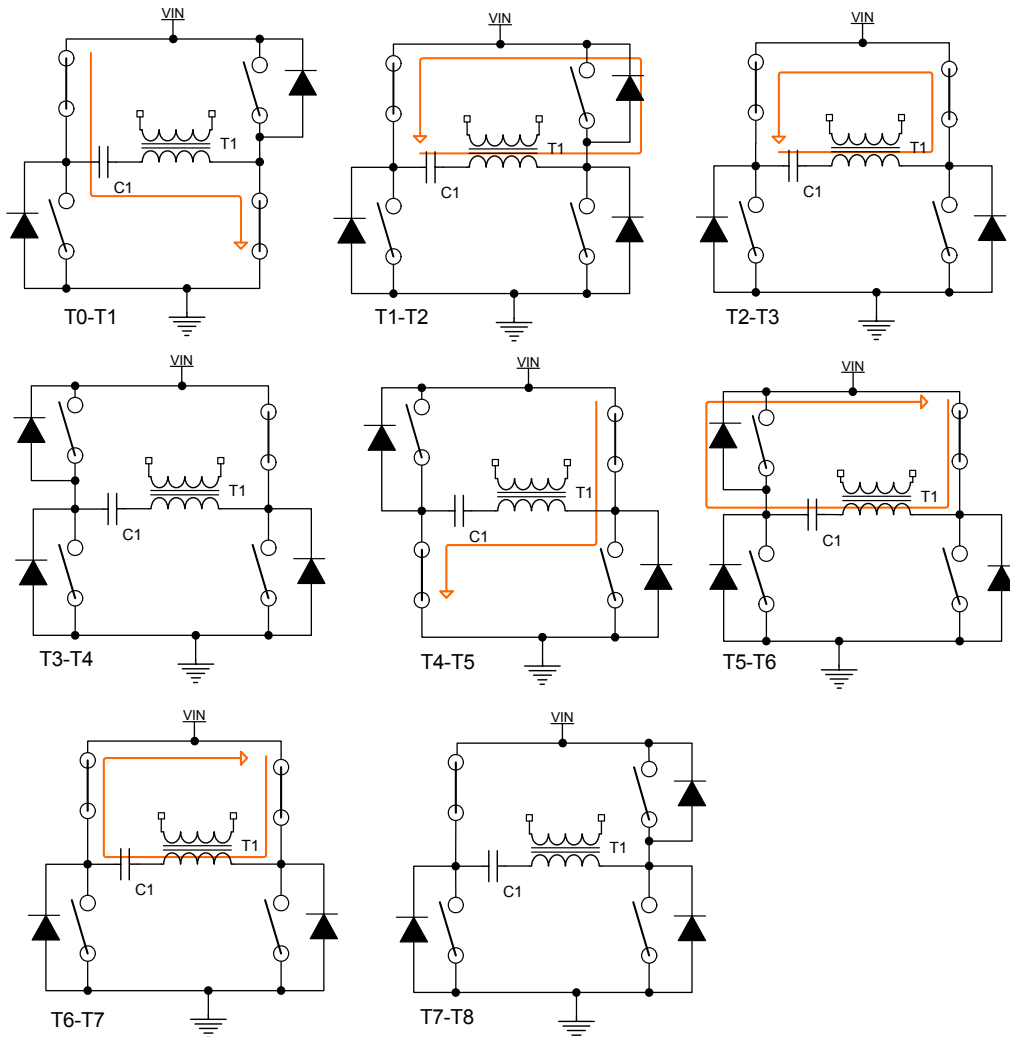 VIN
T1
C1
T0-T1
VIN
T1
C1
T1-T2
VIN
T1
C1
T2-T3
VIN
T1
C1
T3-T4
VIN
T1
C1
T4-T5
VIN
T1
C1
T5-T6
VIN
T1
C1
T6-T7
VIN
T1
C1
T7-T8